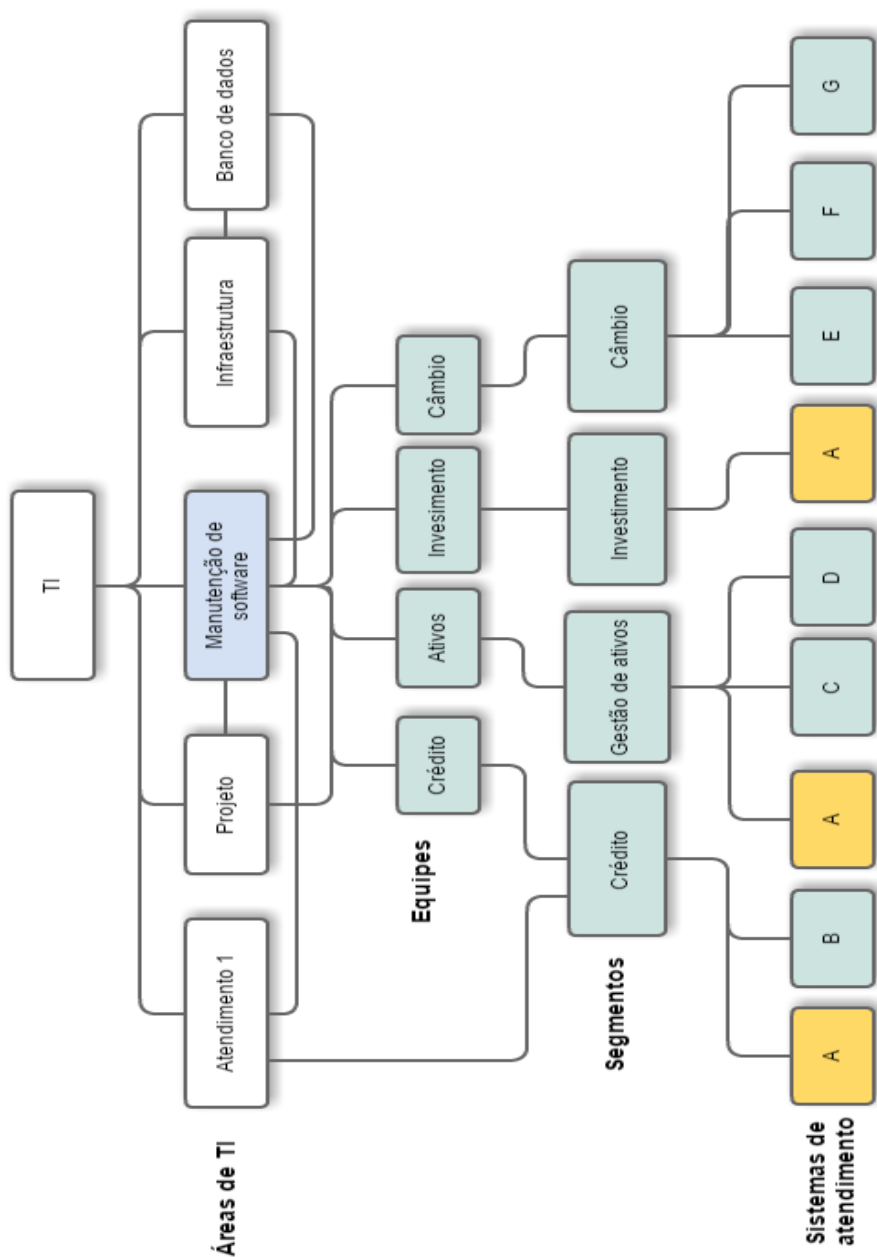 TI
Áreas de TI
Atendimento 1
Projeto
Manutenção de
software
Infraestrutura
Banco de dados
Equipes
Crédito
Ativos
Invesimento
Câmbio
Segmentos
Crédito
Gestão de ativos
Investimento
Câmbio
Sistemas de
atendimento
A
B
A
C
D
A
E
F
G